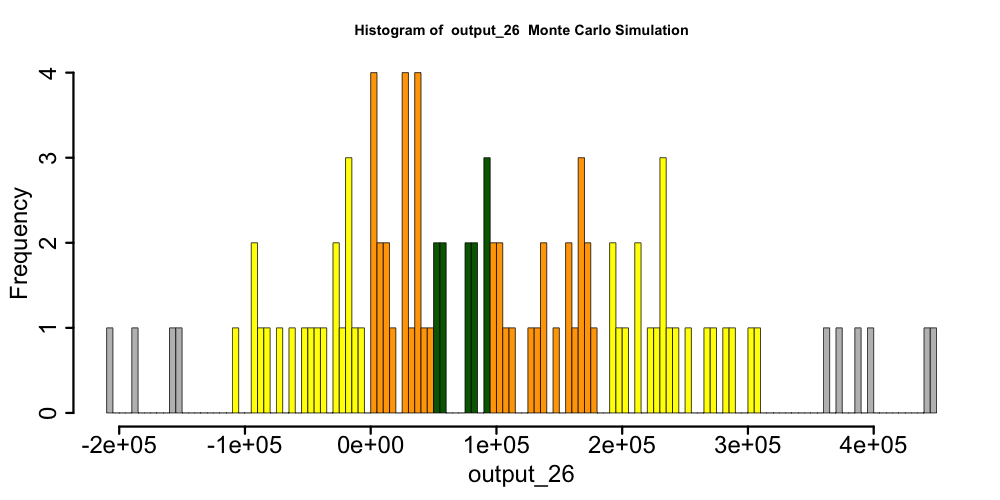 Histogram of output_26 Monte Carlo Simulation
4
3
2
1
0
Frequency
-2e+05 -1e+05 0e+00 1e+05 2e+05 3e+05 4e+05
output_26